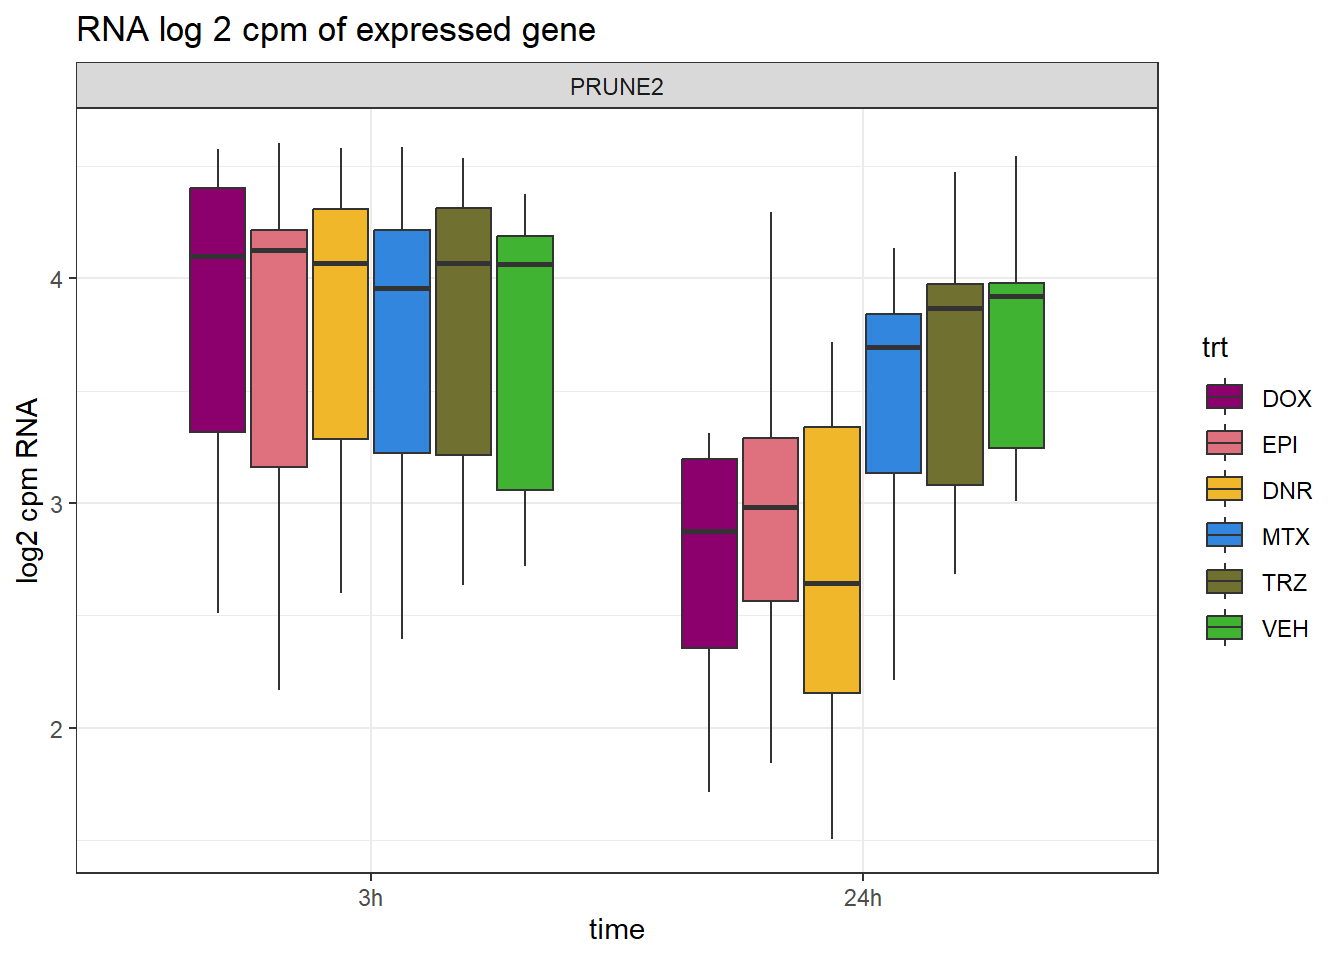 RNA log 2 cpm of expressed gene
PRUNE2
log2 cpm RNA
4
3
2
3h
24h
time
trt
DOX
EPI
DNR
MTX
TRZ
VEH